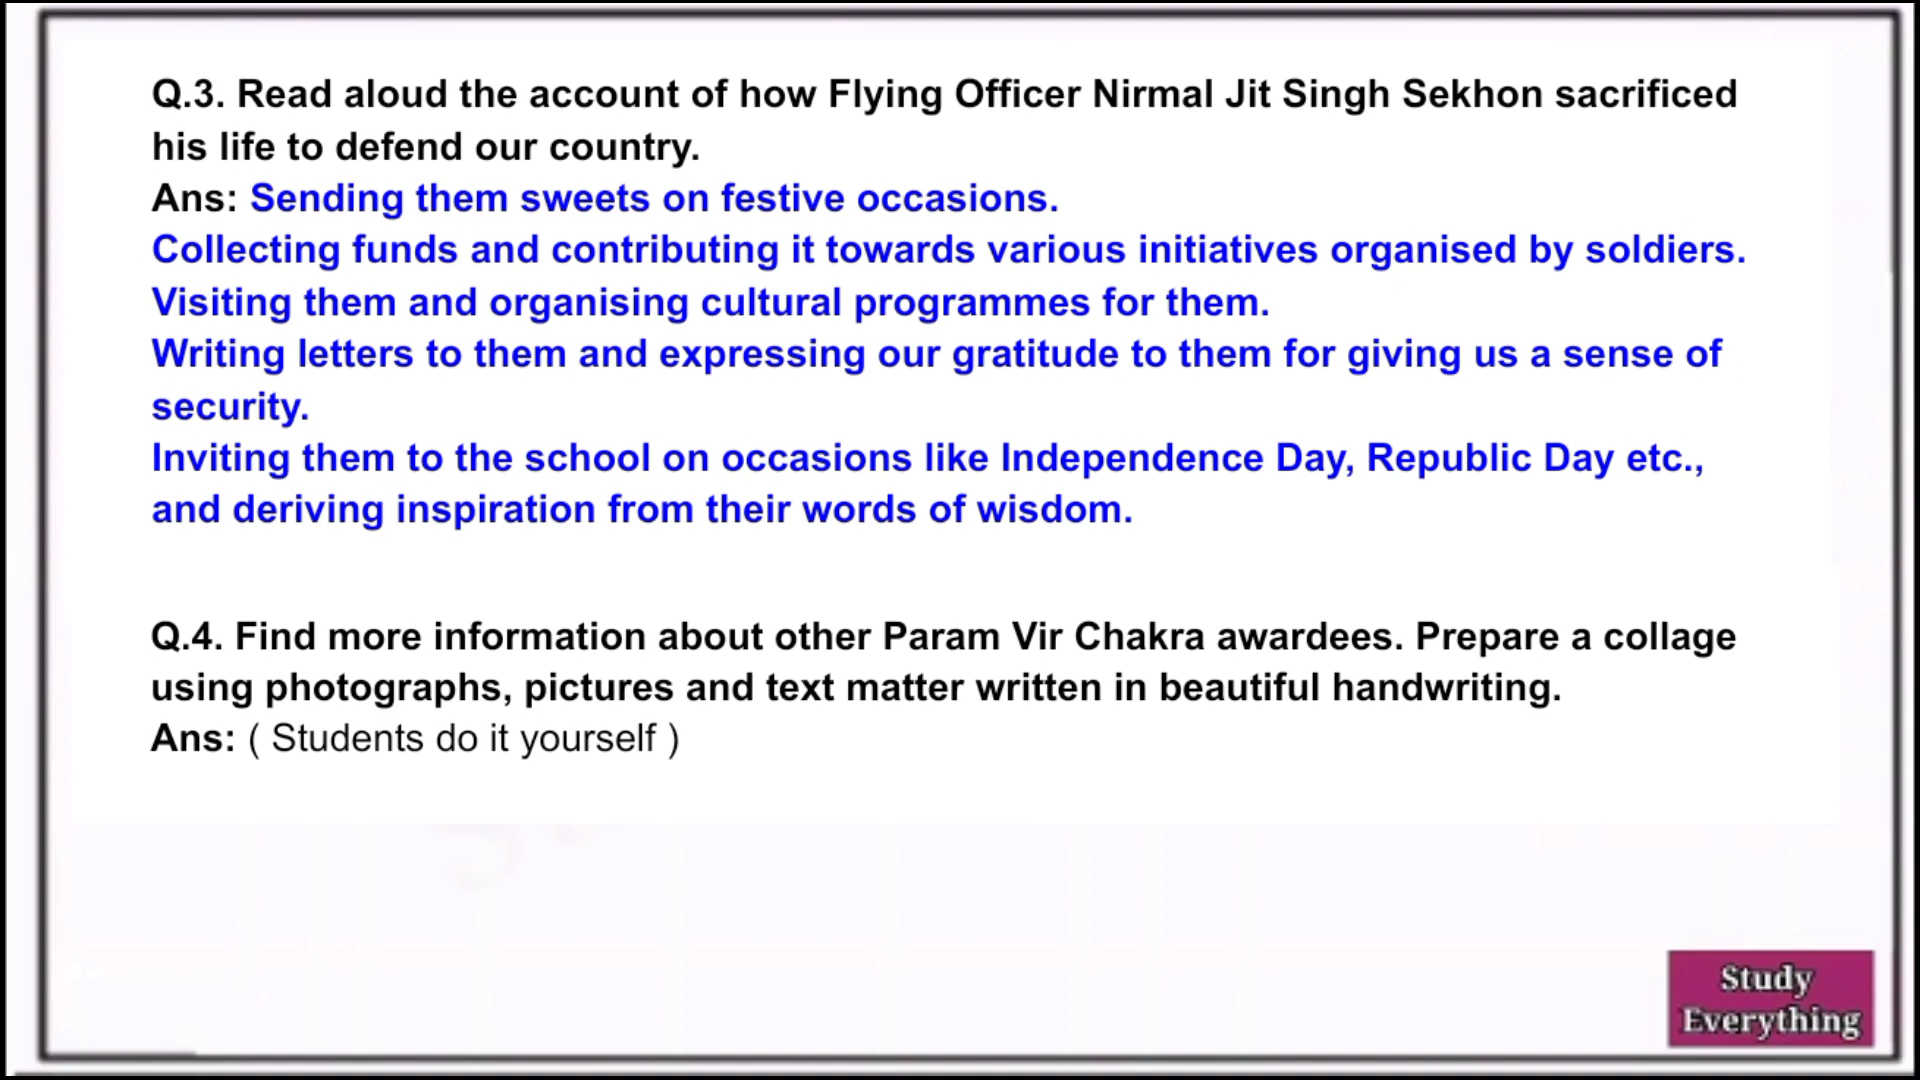 Q.3. Read aloud the account of how Flying Officer Nirmal Jit Singh Sekhon sacrificed
his life to defend our country.
Ans: Sending them sweets on festive occasions.
Collecting funds and contributing it towards various initiatives organised by soldiers.
Visiting them and organising cultural programmes for them.
Writing letters to them and expressing our gratitude to them for giving us a sense of
security.
Inviting them to the school on occasions like Independence Day, Republic Day etc.,
and deriving inspiration from their words of wisdom.
Q.4. Find more information about other Param Vir Chakra awardees. Prepare a collage
using photographs, pictures and text matter written in beautiful handwriting.
Ans: ( Students do it yourself )
Study
Everything